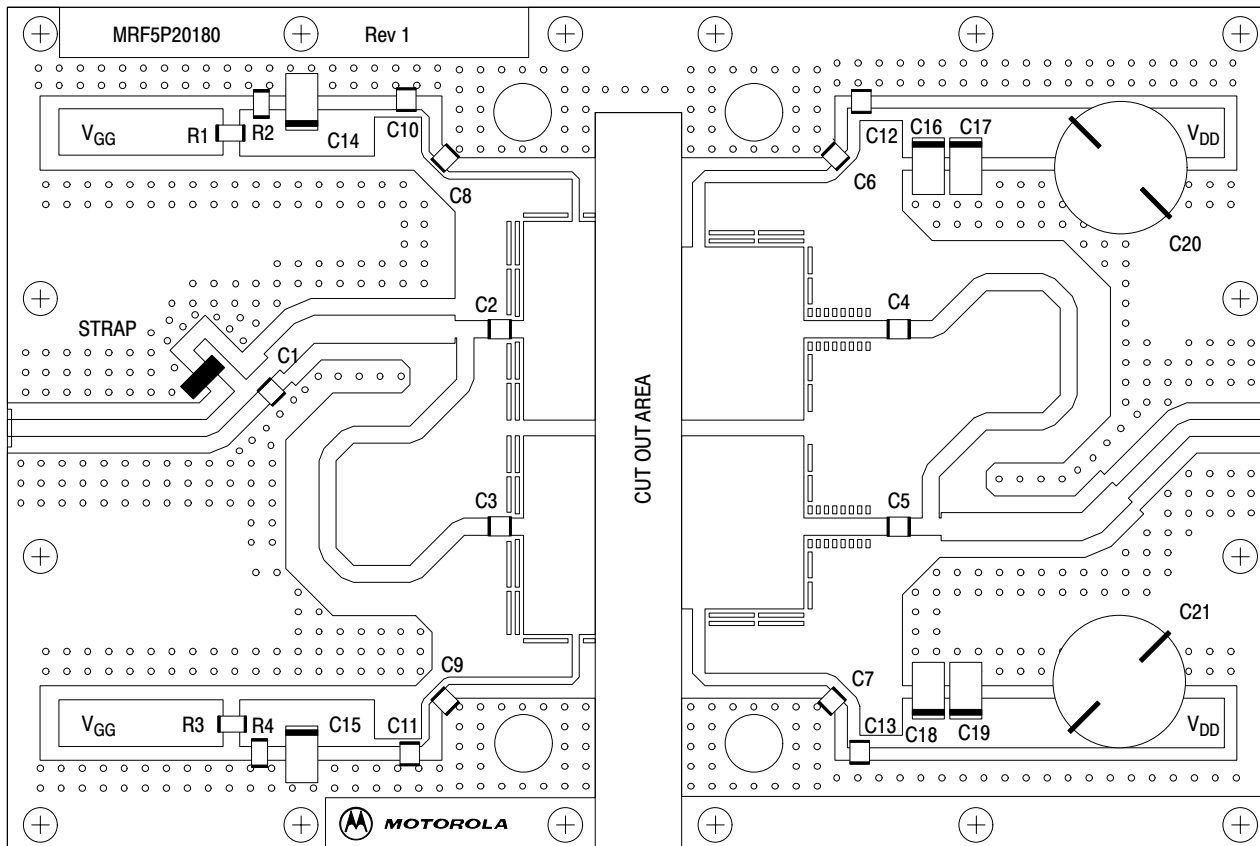 MRF5P20180 Rev 1
VGG
R1
R2
C14
C10
C8
C12
C16
C17
VDD
C6
C20
STRAP
C1
C2
C4
CUT OUT AREA
C3
C5
C21
C9
C7
VGG
R3
R4
C15
C11
C13
C18
C19
VDD
MOTOROLA